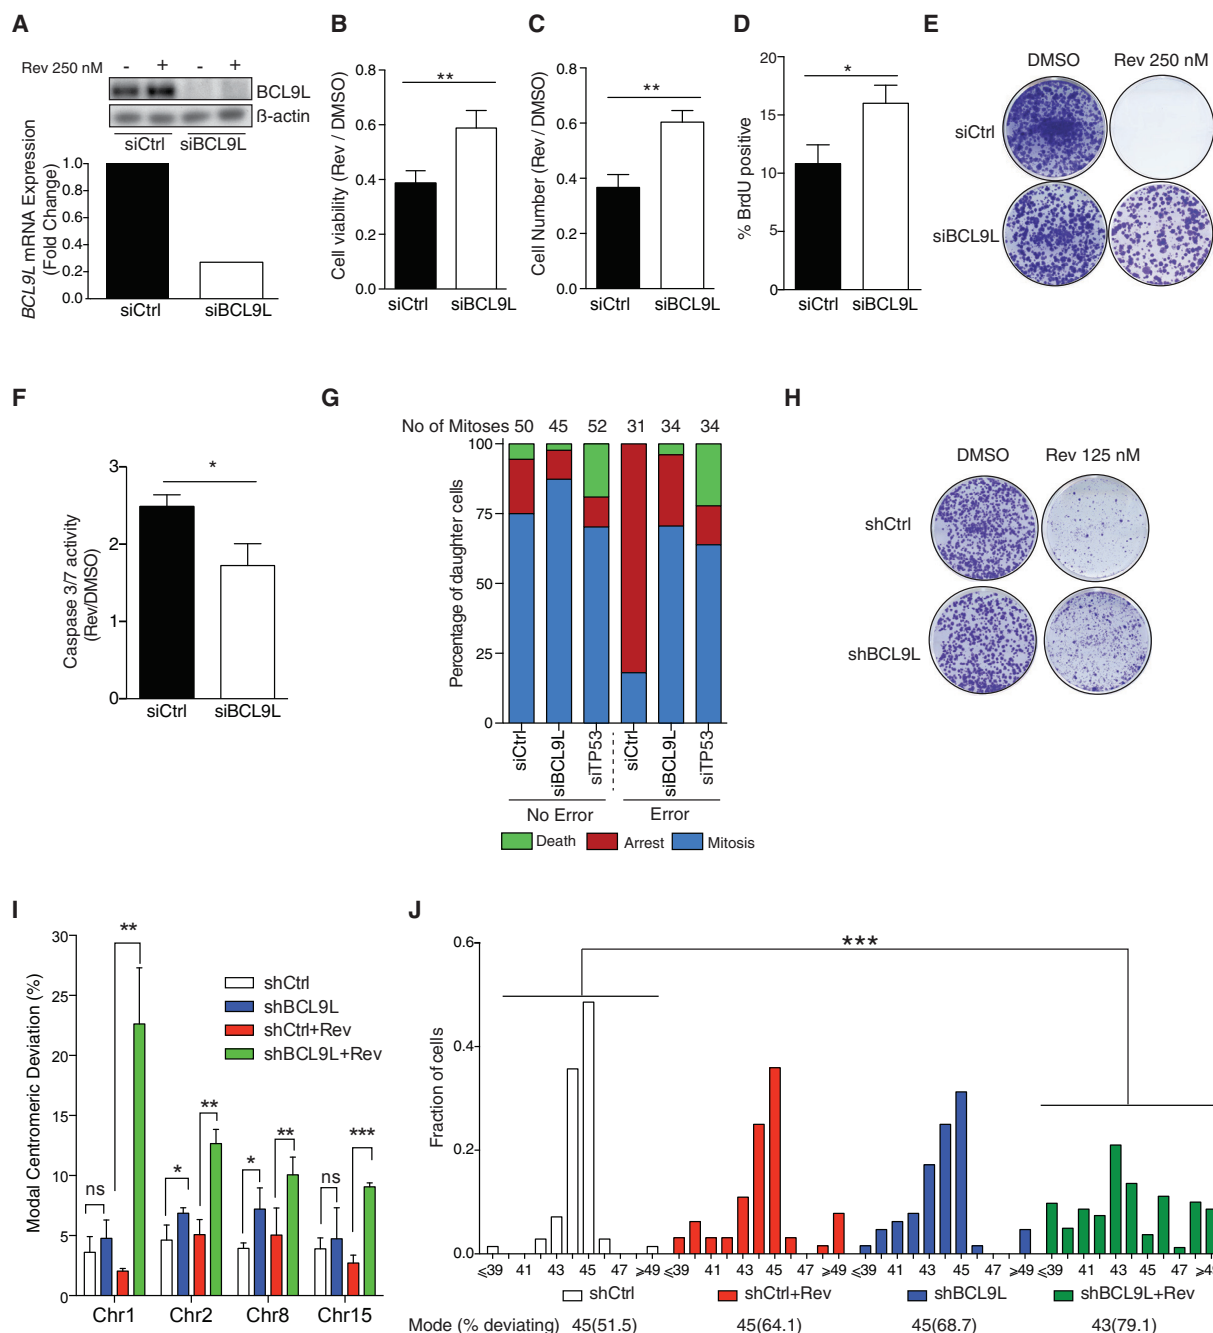 A
Rev 250 nM - + - +
BCL9L
ß-actin
siCtrl siBCL9L
BCL9L mRNA Expression
(Fold Change)
1.0
0.8
0.6
0.4
0.2
0.0
siCtrl siBCL9L
B
Cell viability (Rev / DMSO)
0.8
0.6
0.4
0.2
0.0
**
siCtrl siBCL9L
C
Cell Number (Rev / DMSO)
0.8
0.6
0.4
0.2
0.0
**
siCtrl siBCL9L
D
% BrdU positive
20
15
10
5
0
*
siCtrl siBCL9L
E
DMSO Rev 250 nM
siCtrl
siBCL9L
F
Caspase 3/7 activity
(Rev/DMSO)
3
2
1
0
*
siCtrl siBCL9L
G
No of Mitoses 50 45 52 31 34 34
Percentage of daughter cells
100
75
50
25
0
siCtrl
siBCL9L
siTP53
siCtrl
siBCL9L
siTP53
No Error Error
Death Arrest Mitosis
H
DMSO Rev 125 nM
shCtrl
shBCL9L
I
Modal Centromeric Deviation (%)
30
25
20
15
10
5
0
shCtrl
shBCL9L
shCtrl+Rev
shBCL9L+Rev
ns ** * ** * ** ns ***
Chr1 Chr2 Chr8 Chr15
J
Fraction of cells
0.6
0.4
0.2
0.0
***
⩽39 41 43 45 47 ⩾49 ⩽39 41 43 45 47 ⩾49 ⩽39 41 43 45 47 ⩾49 ⩽39 41 43 45 47 ⩾49
shCtrl shCtrl+Rev shBCL9L shBCL9L+Rev
Mode (% deviating) 45(51.5) 45(64.1) 45(68.7) 43(79.1)